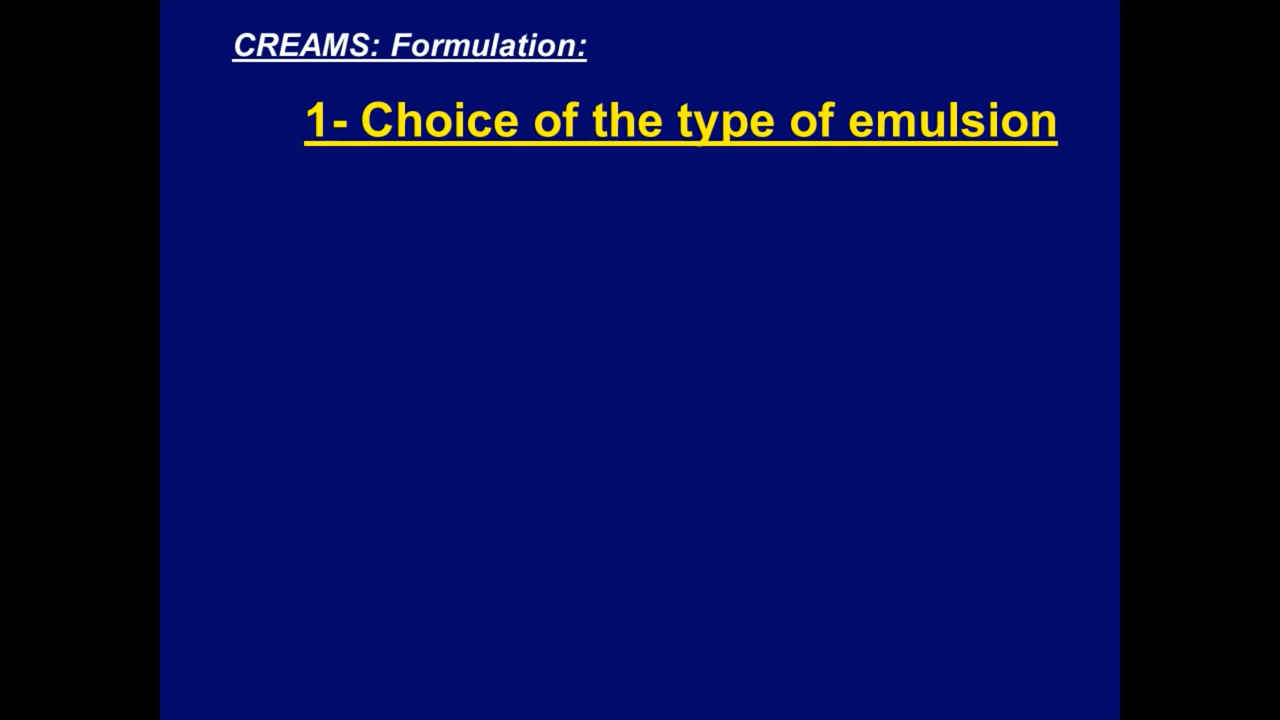 CREAMS: Formulation:
1- Choice of the type of emulsion